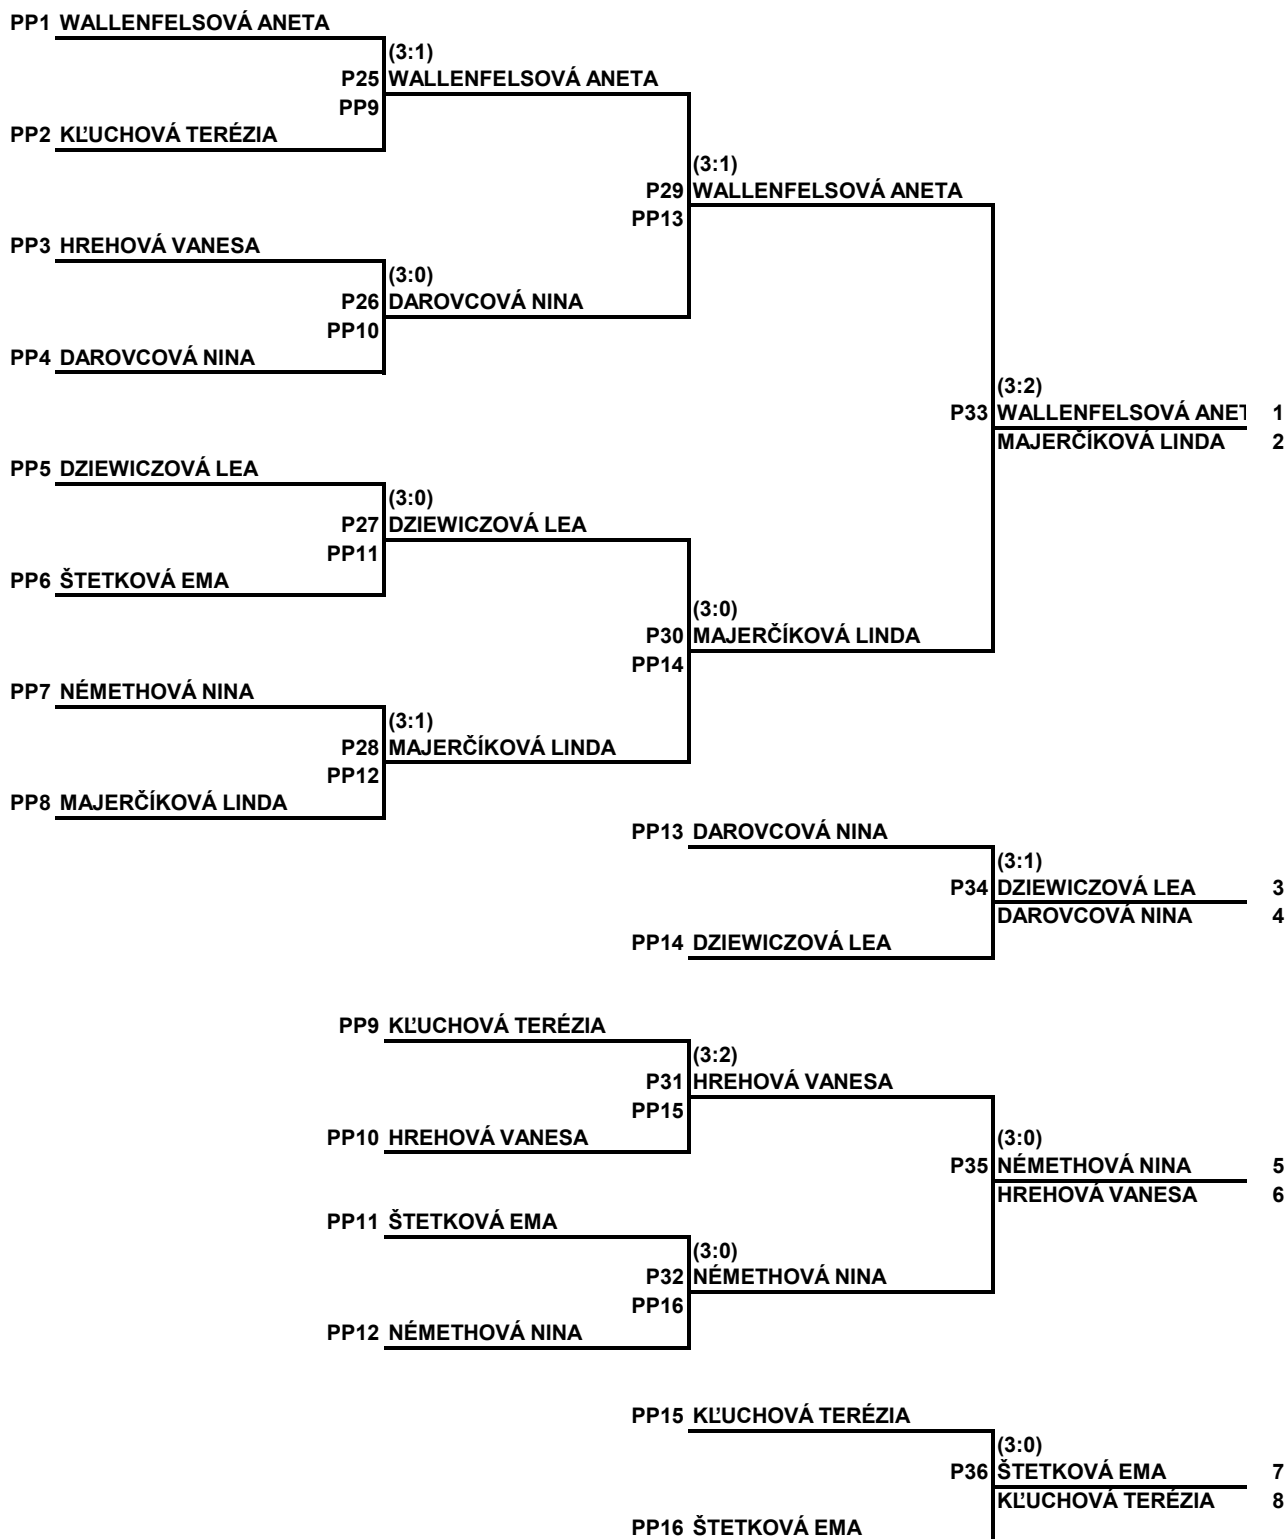 PP1 WALLENFELSOVÁ ANETA
(3:1)
P25 WALLENFELSOVÁ ANETA
PP9
PP2 KĽUCHOVÁ TERÉZIA
(3:1)
P29 WALLENFELSOVÁ ANETA
PP13
PP3 HREHOVÁ VANESA
(3:0)
P26 DAROVCOVÁ NINA
PP10
PP4 DAROVCOVÁ NINA
(3:2)
P33 WALLENFELSOVÁ ANET 1
MAJERČÍKOVÁ LINDA 2
PP5 DZIEWICZOVÁ LEA
(3:0)
P27 DZIEWICZOVÁ LEA
PP11
PP6 ŠTETKOVÁ EMA
(3:0)
P30 MAJERČÍKOVÁ LINDA
PP14
PP7 NÉMETHOVÁ NINA
(3:1)
P28 MAJERČÍKOVÁ LINDA
PP12
PP8 MAJERČÍKOVÁ LINDA
PP13 DAROVCOVÁ NINA
(3:1)
P34 DZIEWICZOVÁ LEA 3
DAROVCOVÁ NINA 4
PP14 DZIEWICZOVÁ LEA
PP9 KĽUCHOVÁ TERÉZIA
(3:2)
P31 HREHOVÁ VANESA
PP15
PP10 HREHOVÁ VANESA
(3:0)
P35 NÉMETHOVÁ NINA 5
HREHOVÁ VANESA 6
PP11 ŠTETKOVÁ EMA
(3:0)
P32 NÉMETHOVÁ NINA
PP16
PP12 NÉMETHOVÁ NINA
PP15 KĽUCHOVÁ TERÉZIA
(3:0)
P36 ŠTETKOVÁ EMA 7
KĽUCHOVÁ TERÉZIA 8
PP16 ŠTETKOVÁ EMA